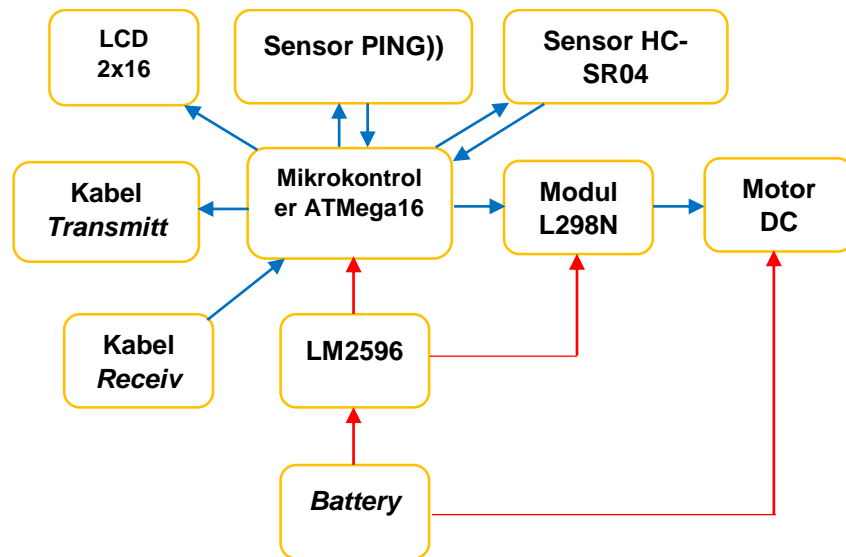 LCD
2x16
Sensor PING))
Sensor HC-
SR04
Kabel
Transmitt
Mikrokontrol
er ATMega16
Modul
L298N
Motor
DC
Kabel
Receiv
LM2596
Battery